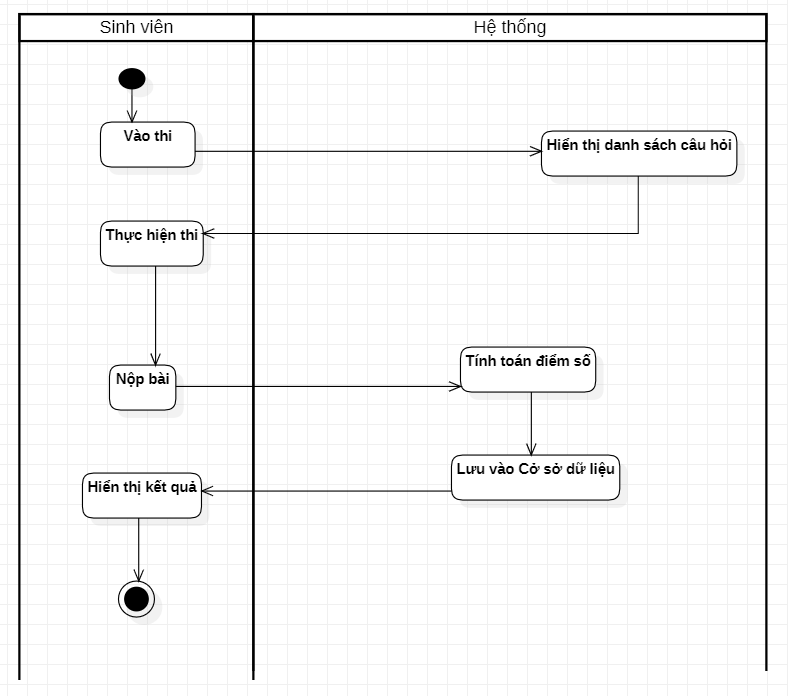 Sinh viên
Hệ thống
Vào thi
Hiển thị danh sách câu hỏi
Thực hiện thi
Tính toán điểm số
Nộp bài
Lưu vào Cở sở dữ liệu
Hiển thị kết quả